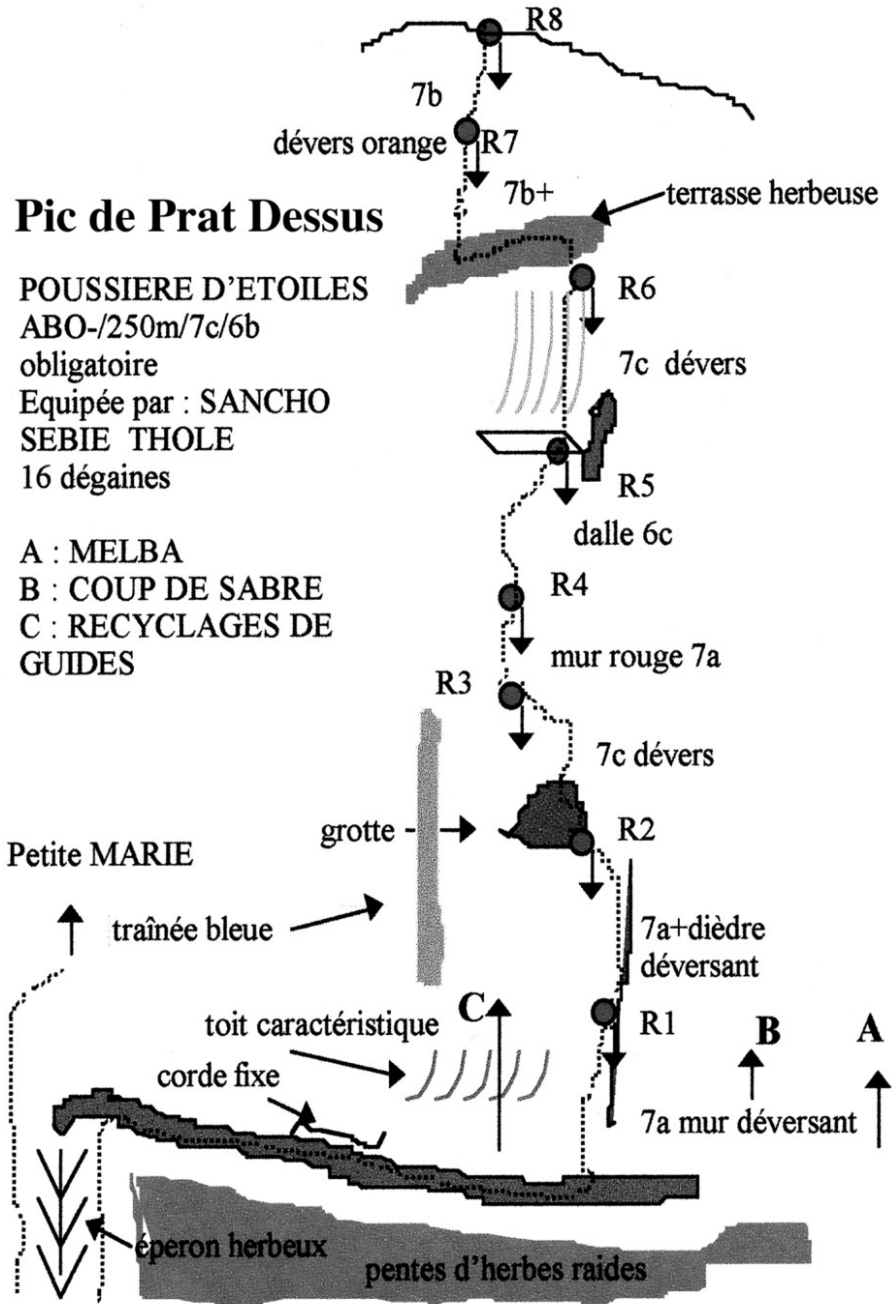 R8
7b
dévers orange
R7
7b+
terrasse herbeuse
Pic de Prat Dessus
POUSSIERE D'ETOILES
ABO-/250m/7c/6b
obligatoire
Equipée par : SANCHO
SEBIE THOLE
16 dégaines
A : MELBA
B : COUP DE SABRE
C : RECYCLAGES DE
GUIDES
R6
7c dévers
R5
dalle 6c
R4
mur rouge 7a
R3
7c dévers
grotte
R2
Petite MARIE
traînée bleue
7a+dièdre
déversant
toit caractéristique
C
R1
B
A
corde fixe
7a mur déversant
éperon herbeux
pentes d'herbes raides